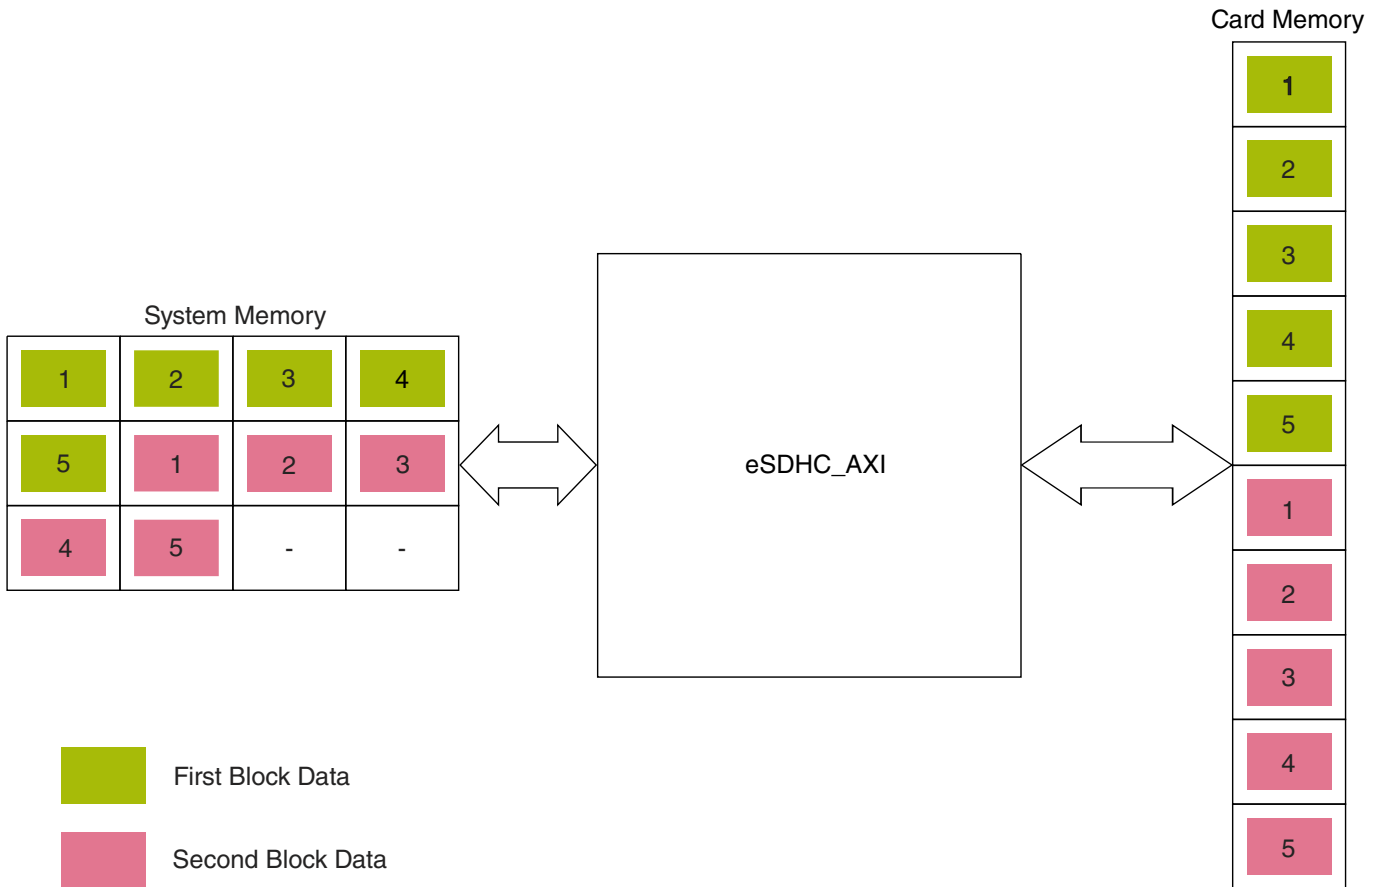 Card Memory
1
2
3
4
5
1
2
3
4
5
System Memory
1 2 3 4
5 1 2 3
4 5 - -
eSDHC_AXI
First Block Data
Second Block Data